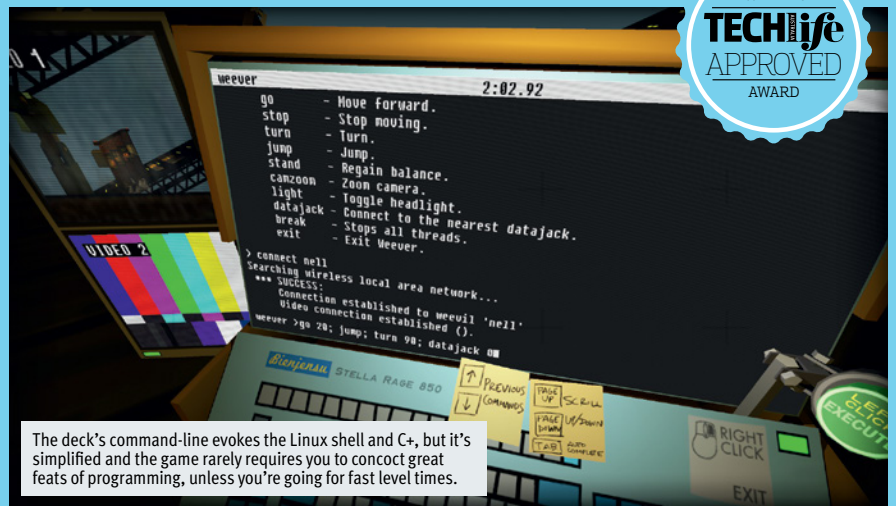 TECHlife
AUSTRALIA
APPROVED
AWARD
O 1
weever 2:02.92
go - Move forward.
stop - Stop moving.
turn - Turn.
jump - Jump.
stand - Regain balance.
camzoom - Zoom camera.
light - Toggle headlight.
datajack - Connect to the nearest datajack.
break - Stops all threads.
exit - Exit Weever.
> connect nell
Searching wireless local area network...
*** SUCCESS:
Connection established to weevil 'nell'
Video connection established ().
weever >go 20; jump; turn 90; datajack 0
VIDEO 2
Bienjensu STELLA RAGE 850
↑ PREVIOUS
↓ COMMANDS
PAGE UP SCROLL
PAGE DOWN UP/DOWN
TAB AUTO COMPLETE
LEFT CLICK
EXECUTE
RIGHT
CLICK
EXIT
The deck's command-line evokes the Linux shell and C+, but it's
simplified and the game rarely requires you to concoct great
feats of programming, unless you're going for fast level times.